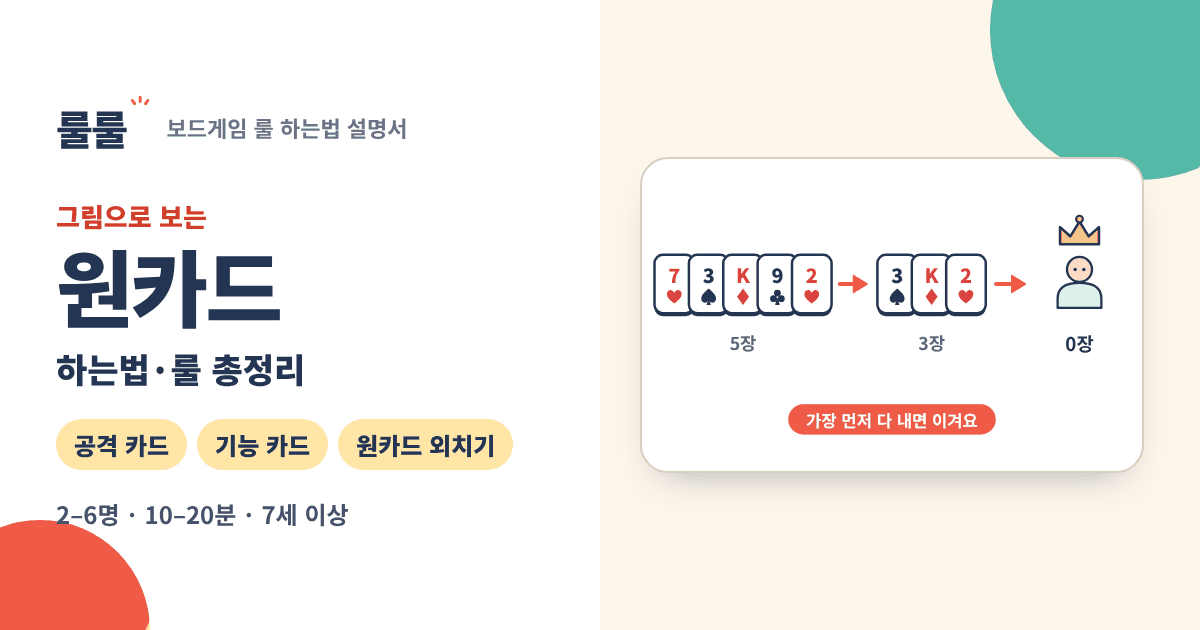 룰룰 보드게임 룰 하는법 설명서
그림으로 보는
원카드
하는법·룰 총정리
공격 카드 기능 카드 원카드 외치기
2–6명 · 10–20분 · 7세 이상
7 3 K 9 2
3 K 2
5장 3장 0장
가장 먼저 다 내면 이겨요